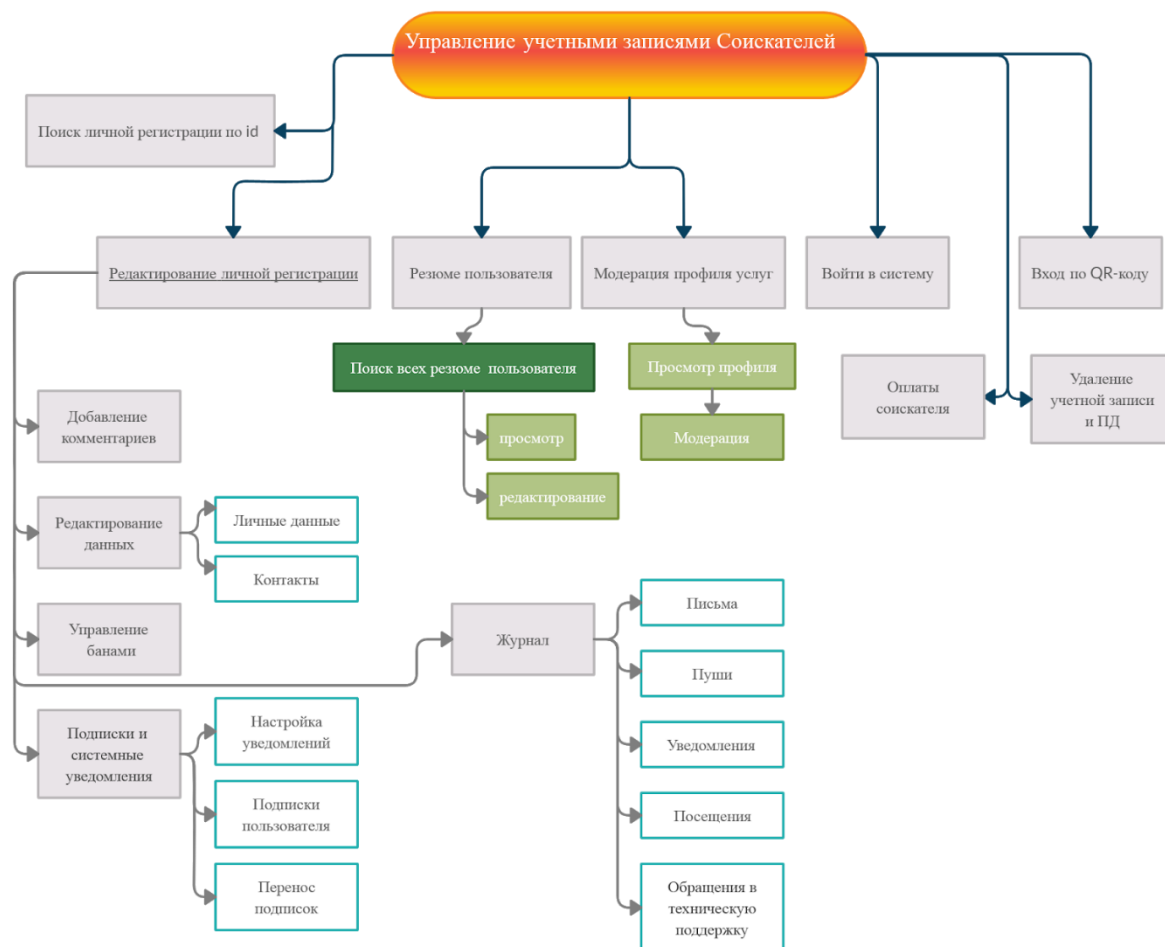 Управление учетными записями Соискателей
Поиск личной регистрации по id
Редактирование личной регистрации
Резюме пользователя
Модерация профиля услуг
Войти в систему
Вход по QR-коду
Поиск всех резюме пользователя
Просмотр профиля
Оплаты
соискателя
Удаление
учетной записи
и ПД
Добавление
комментариев
просмотр
Модерация
редактирование
Редактирование
данных
Личные данные
Контакты
Управление
банами
Журнал
Письма
Пуши
Подписки и
системные
уведомления
Настройка
уведомлений
Уведомления
Подписки
пользователя
Посещения
Перенос
подписок
Обращения в
техническую
поддержку